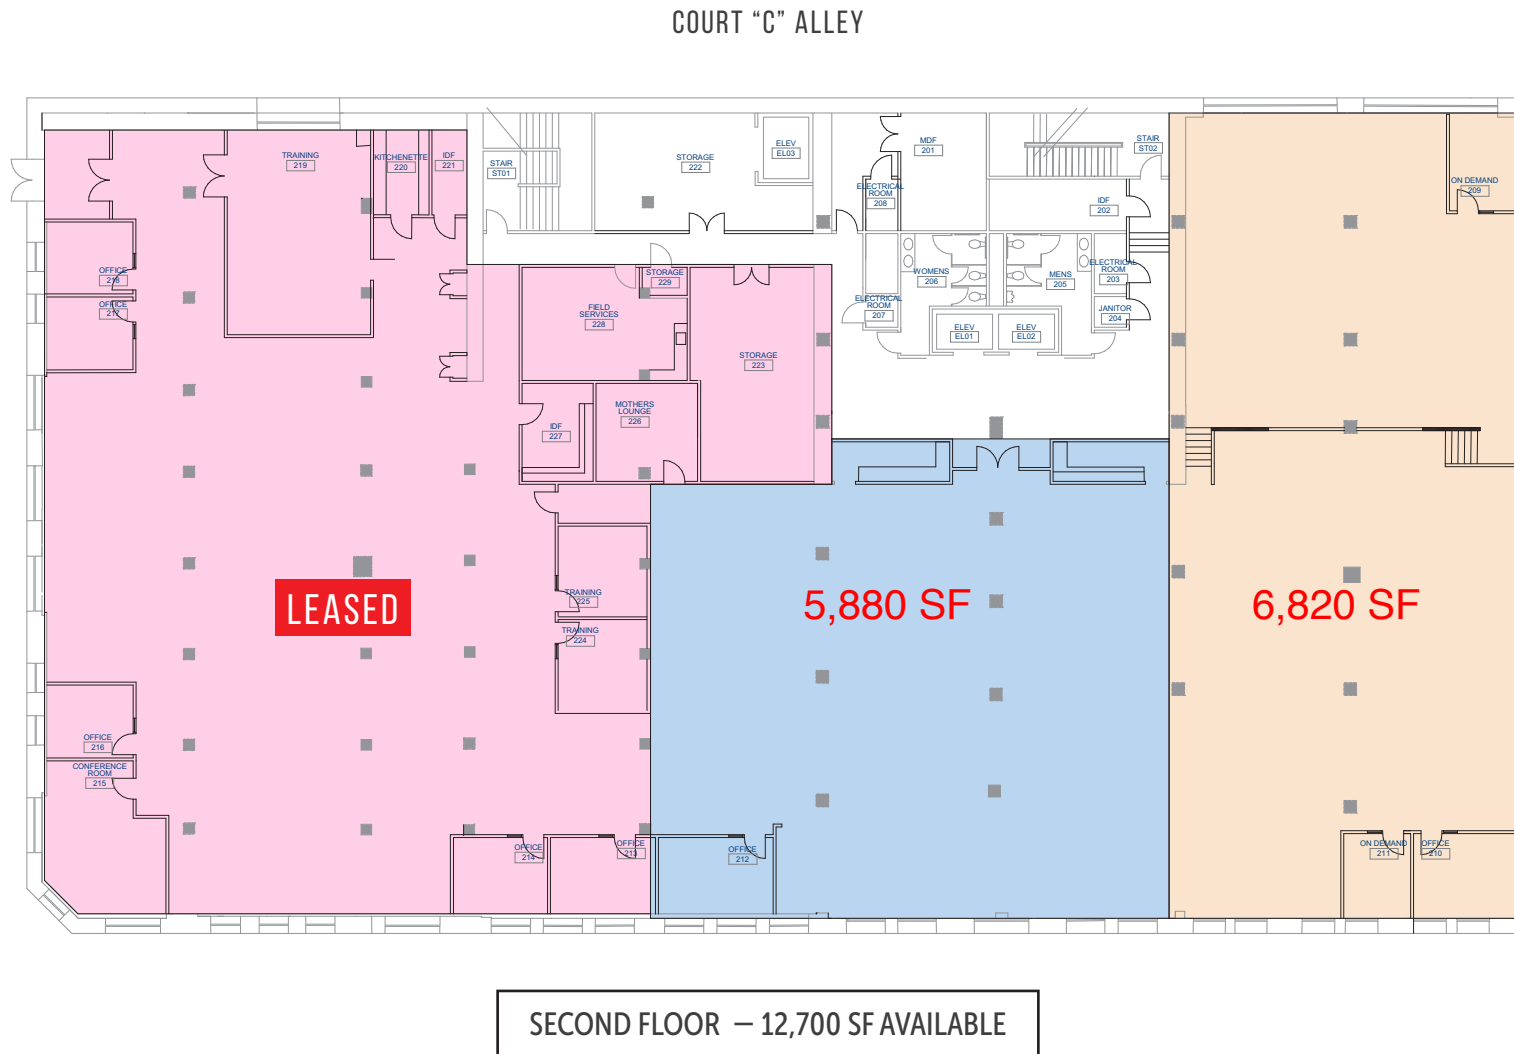 COURT “C” ALLEY
TRAINING
219
KITCHENETTE
220
IDF
221
STAIR
ST01
STORAGE
222
ELEV
EL03
MDF
201
STAIR
ST02
ELECTRICAL
ROOM
208
IDF
202
ON DEMAND
209
OFFICE
218
OFFICE
217
FIELD
SERVICES
228
STORAGE
229
STORAGE
223
WOMENS
206
MENS
205
ELECTRICAL
ROOM
203
ELECTRICAL
ROOM
207
JANITOR
204
ELEV
EL01
ELEV
EL02
IDF
227
MOTHERS
LOUNGE
226
LEASED
TRAINING
225
TRAINING
224
5,880 SF
6,820 SF
OFFICE
216
CONFERENCE
ROOM
215
OFFICE
214
OFFICE
213
OFFICE
212
ON DEMAND
211
OFFICE
210
SECOND FLOOR – 12,700 SF AVAILABLE